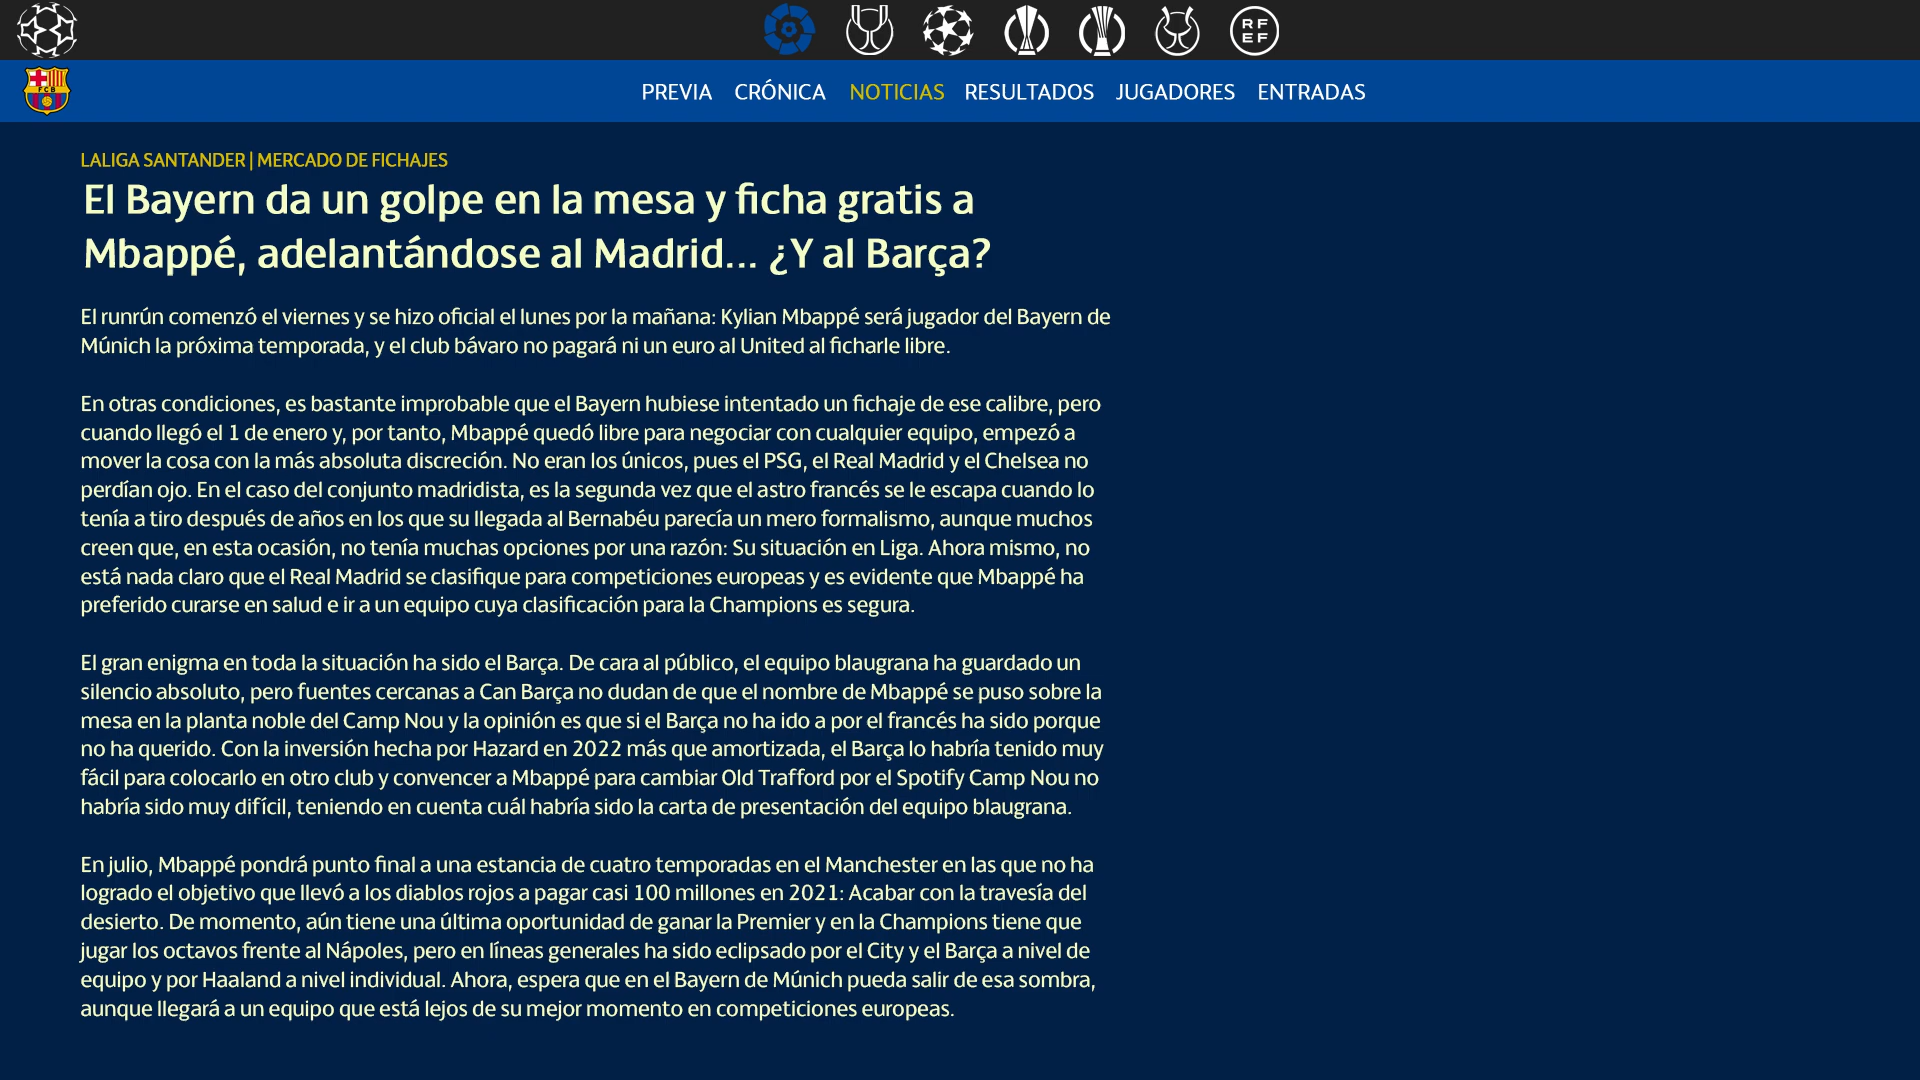 RF
EF
FCB
PREVIA CRÓNICA NOTICIAS RESULTADOS JUGADORES ENTRADAS
LALIGA SANTANDER | MERCADO DE FICHAJES
El Bayern da un golpe en la mesa y ficha gratis a
Mbappé, adelantándose al Madrid... ¿Y al Barça?
El runrún comenzó el viernes y se hizo oficial el lunes por la mañana: Kylian Mbappé será jugador del Bayern de
Múnich la próxima temporada, y el club bávaro no pagará ni un euro al United al ficharle libre.
En otras condiciones, es bastante improbable que el Bayern hubiese intentado un fichaje de ese calibre, pero
cuando llegó el 1 de enero y, por tanto, Mbappé quedó libre para negociar con cualquier equipo, empezó a
mover la cosa con la más absoluta discreción. No eran los únicos, pues el PSG, el Real Madrid y el Chelsea no
perdían ojo. En el caso del conjunto madridista, es la segunda vez que el astro francés se le escapa cuando lo
tenía a tiro después de años en los que su llegada al Bernabéu parecía un mero formalismo, aunque muchos
creen que, en esta ocasión, no tenía muchas opciones por una razón: Su situación en Liga. Ahora mismo, no
está nada claro que el Real Madrid se clasifique para competiciones europeas y es evidente que Mbappé ha
preferido curarse en salud e ir a un equipo cuya clasificación para la Champions es segura.
El gran enigma en toda la situación ha sido el Barça. De cara al público, el equipo blaugrana ha guardado un
silencio absoluto, pero fuentes cercanas a Can Barça no dudan de que el nombre de Mbappé se puso sobre la
mesa en la planta noble del Camp Nou y la opinión es que si el Barça no ha ido a por el francés ha sido porque
no ha querido. Con la inversión hecha por Hazard en 2022 más que amortizada, el Barça lo habría tenido muy
fácil para colocarlo en otro club y convencer a Mbappé para cambiar Old Trafford por el Spotify Camp Nou no
habría sido muy difícil, teniendo en cuenta cuál habría sido la carta de presentación del equipo blaugrana.
En julio, Mbappé pondrá punto final a una estancia de cuatro temporadas en el Manchester en las que no ha
logrado el objetivo que llevó a los diablos rojos a pagar casi 100 millones en 2021: Acabar con la travesía del
desierto. De momento, aún tiene una última oportunidad de ganar la Premier y en la Champions tiene que
jugar los octavos frente al Nápoles, pero en líneas generales ha sido eclipsado por el City y el Barça a nivel de
equipo y por Haaland a nivel individual. Ahora, espera que en el Bayern de Múnich pueda salir de esa sombra,
aunque llegará a un equipo que está lejos de su mejor momento en competiciones europeas.